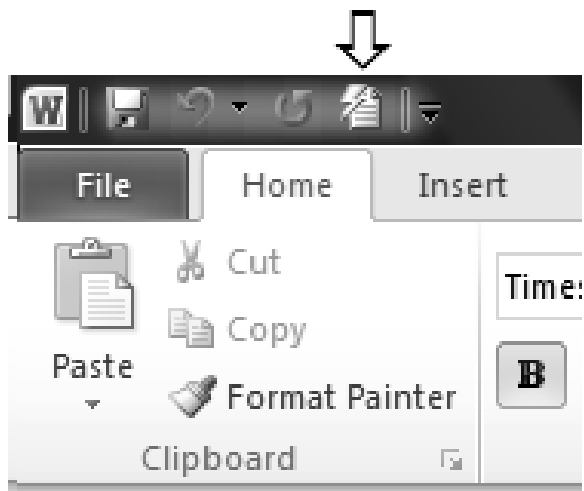 W
File Home Insert
Cut
Copy
Paste
Format Painter
Clipboard
Times
B